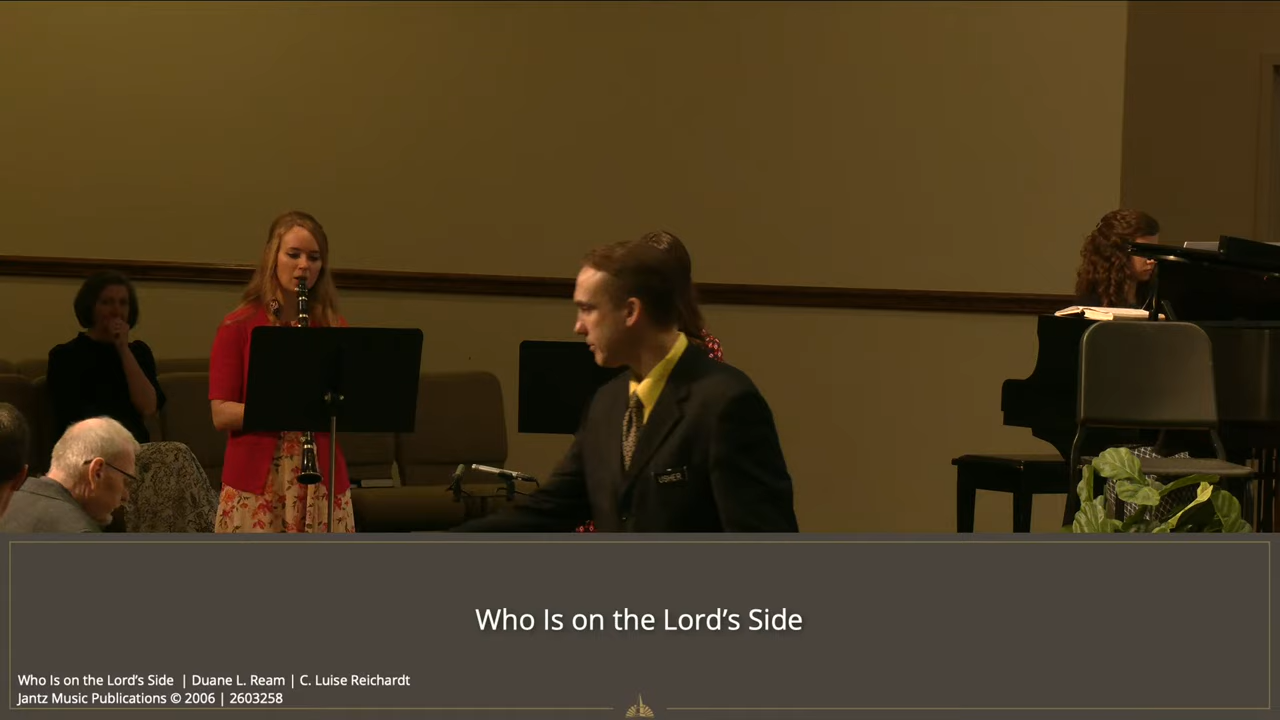 USHER
Who Is on the Lord's Side
Who Is on the Lord's Side | Duane L. Ream | C. Luise Reichardt
Jantz Music Publications © 2006 | 2603258